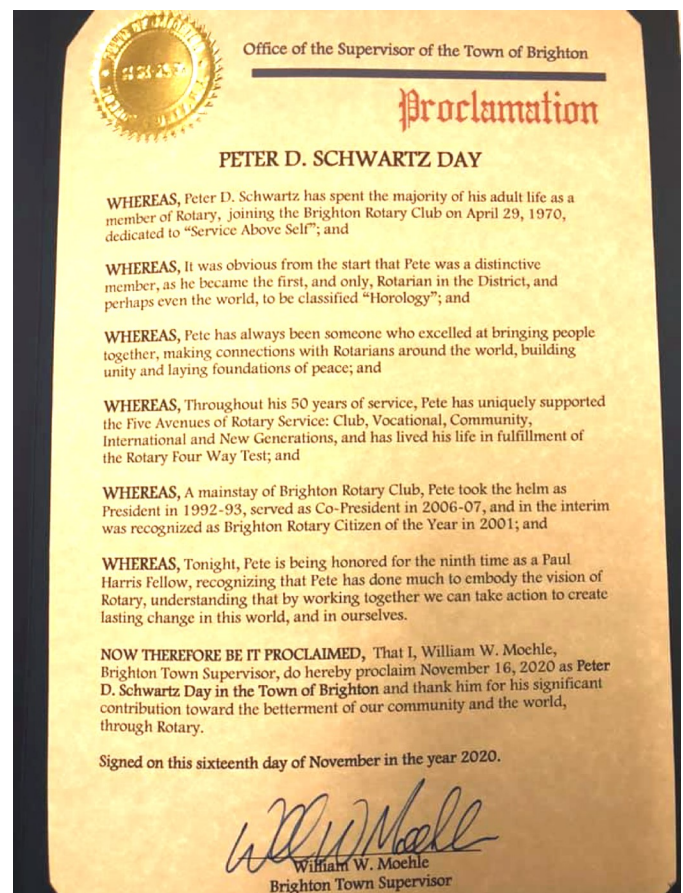 Office of the Supervisor of the Town of Brighton
Proclamation
PETER D. SCHWARTZ DAY
WHEREAS, Peter D. Schwartz has spent the majority of his adult life as a
member of Rotary, joining the Brighton Rotary Club on April 29, 1970,
dedicated to “Service Above Self”; and
WHEREAS, It was obvious from the start that Pete was a distinctive
member, as he became the first, and only, Rotarian in the District, and
perhaps even the world, to be classified “Horology”; and
WHEREAS, Pete has always been someone who excelled at bringing people
together, making connections with Rotarians around the world, building
unity and laying foundations of peace; and
WHEREAS, Throughout his 50 years of service, Pete has uniquely supported
the Five Avenues of Rotary Service: Club, Vocational, Community,
International and New Generations, and has lived his life in fulfillment of
the Rotary Four Way Test; and
WHEREAS, A mainstay of Brighton Rotary Club, Pete took the helm as
President in 1992-93, served as Co-President in 2006-07, and in the interim
was recognized as Brighton Rotary Citizen of the Year in 2001; and
WHEREAS, Tonight, Pete is being honored for the ninth time as a Paul
Harris Fellow, recognizing that Pete has done much to embody the vision of
Rotary, understanding that by working together we can take action to create
lasting change in this world, and in ourselves.
NOW THEREFORE BE IT PROCLAIMED, That I, William W. Moehle,
Brighton Town Supervisor, do hereby proclaim November 16, 2020 as Peter
D. Schwartz Day in the Town of Brighton and thank him for his significant
contribution toward the betterment of our community and the world,
through Rotary.
Signed on this sixteenth day of November in the year 2020.
William W. Moehle
Brighton Town Supervisor